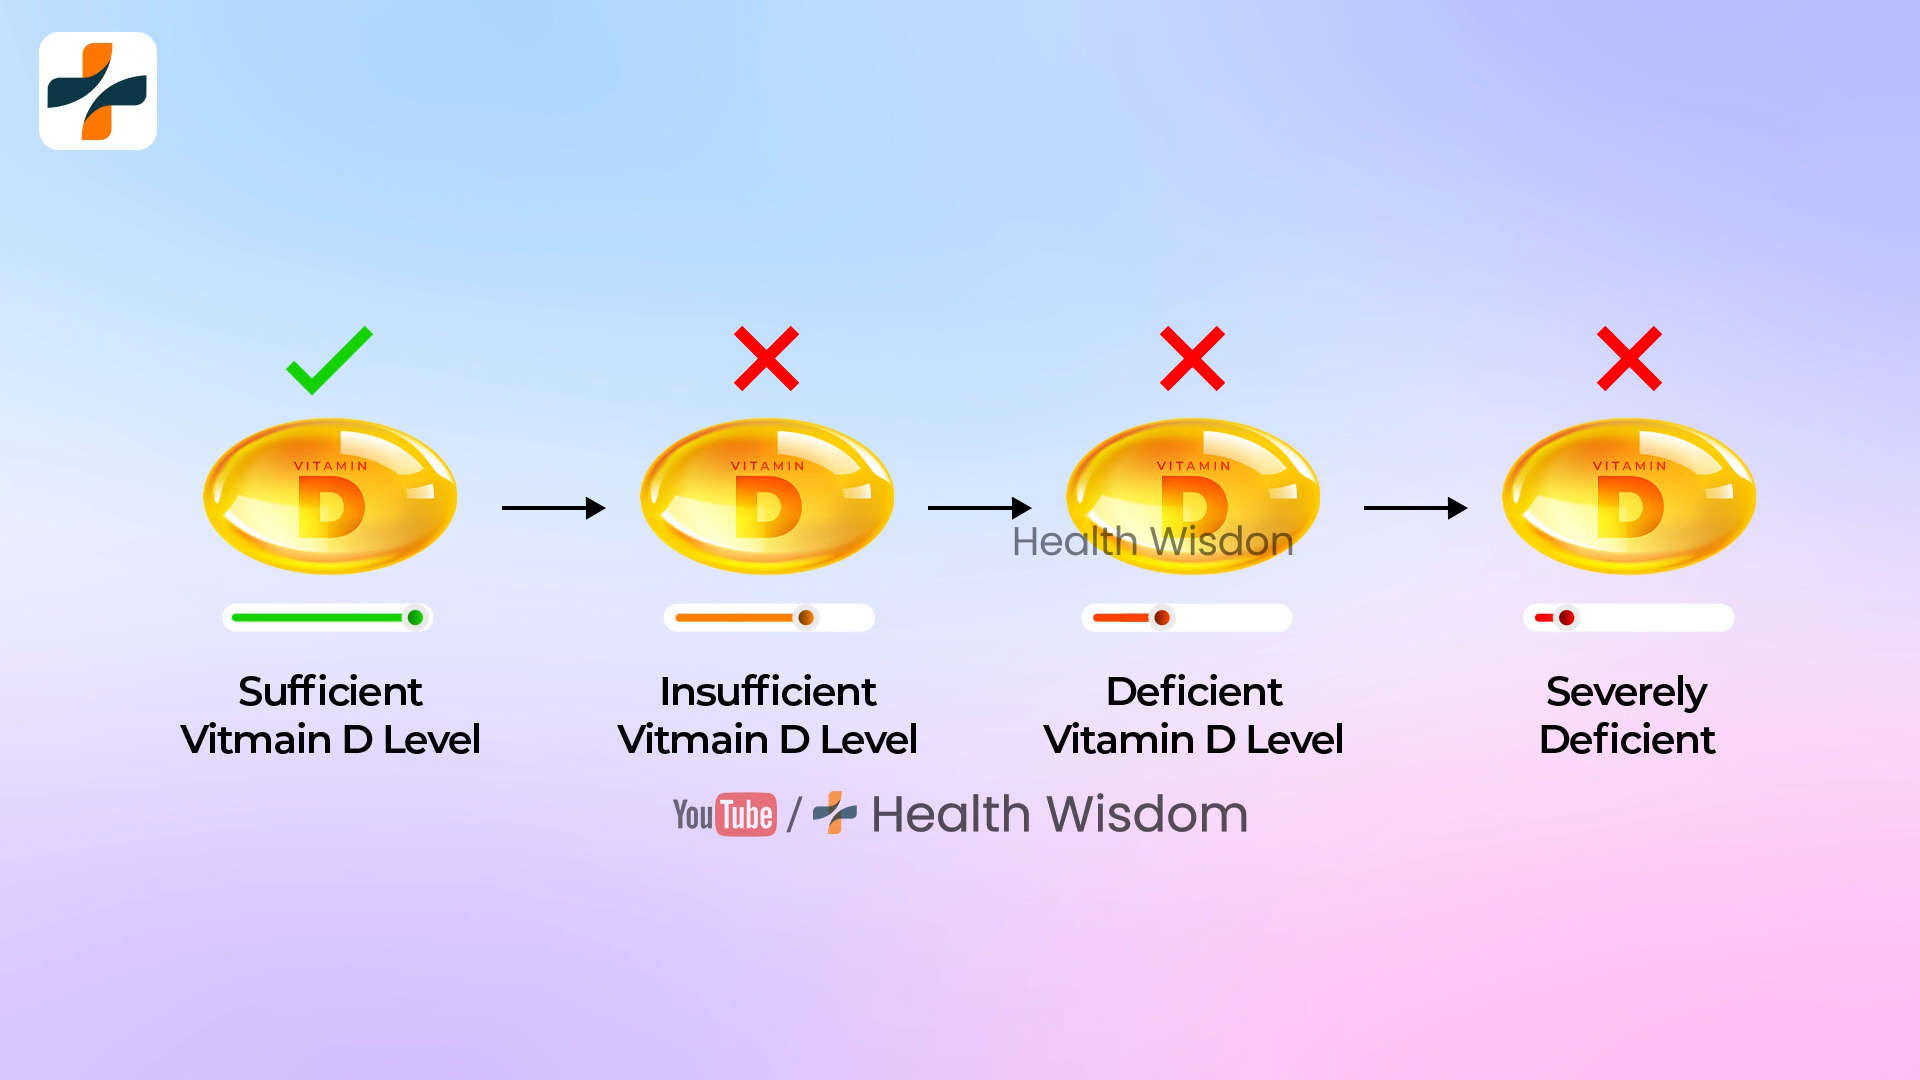 VITAMIN
D
VITAMIN
D
VITAMIN
D
VITAMIN
D
Health Wisdon
Sufficient
Vitmain D Level
Insufficient
Vitmain D Level
Deficient
Vitamin D Level
Severely
Deficient
YouTube / Health Wisdom